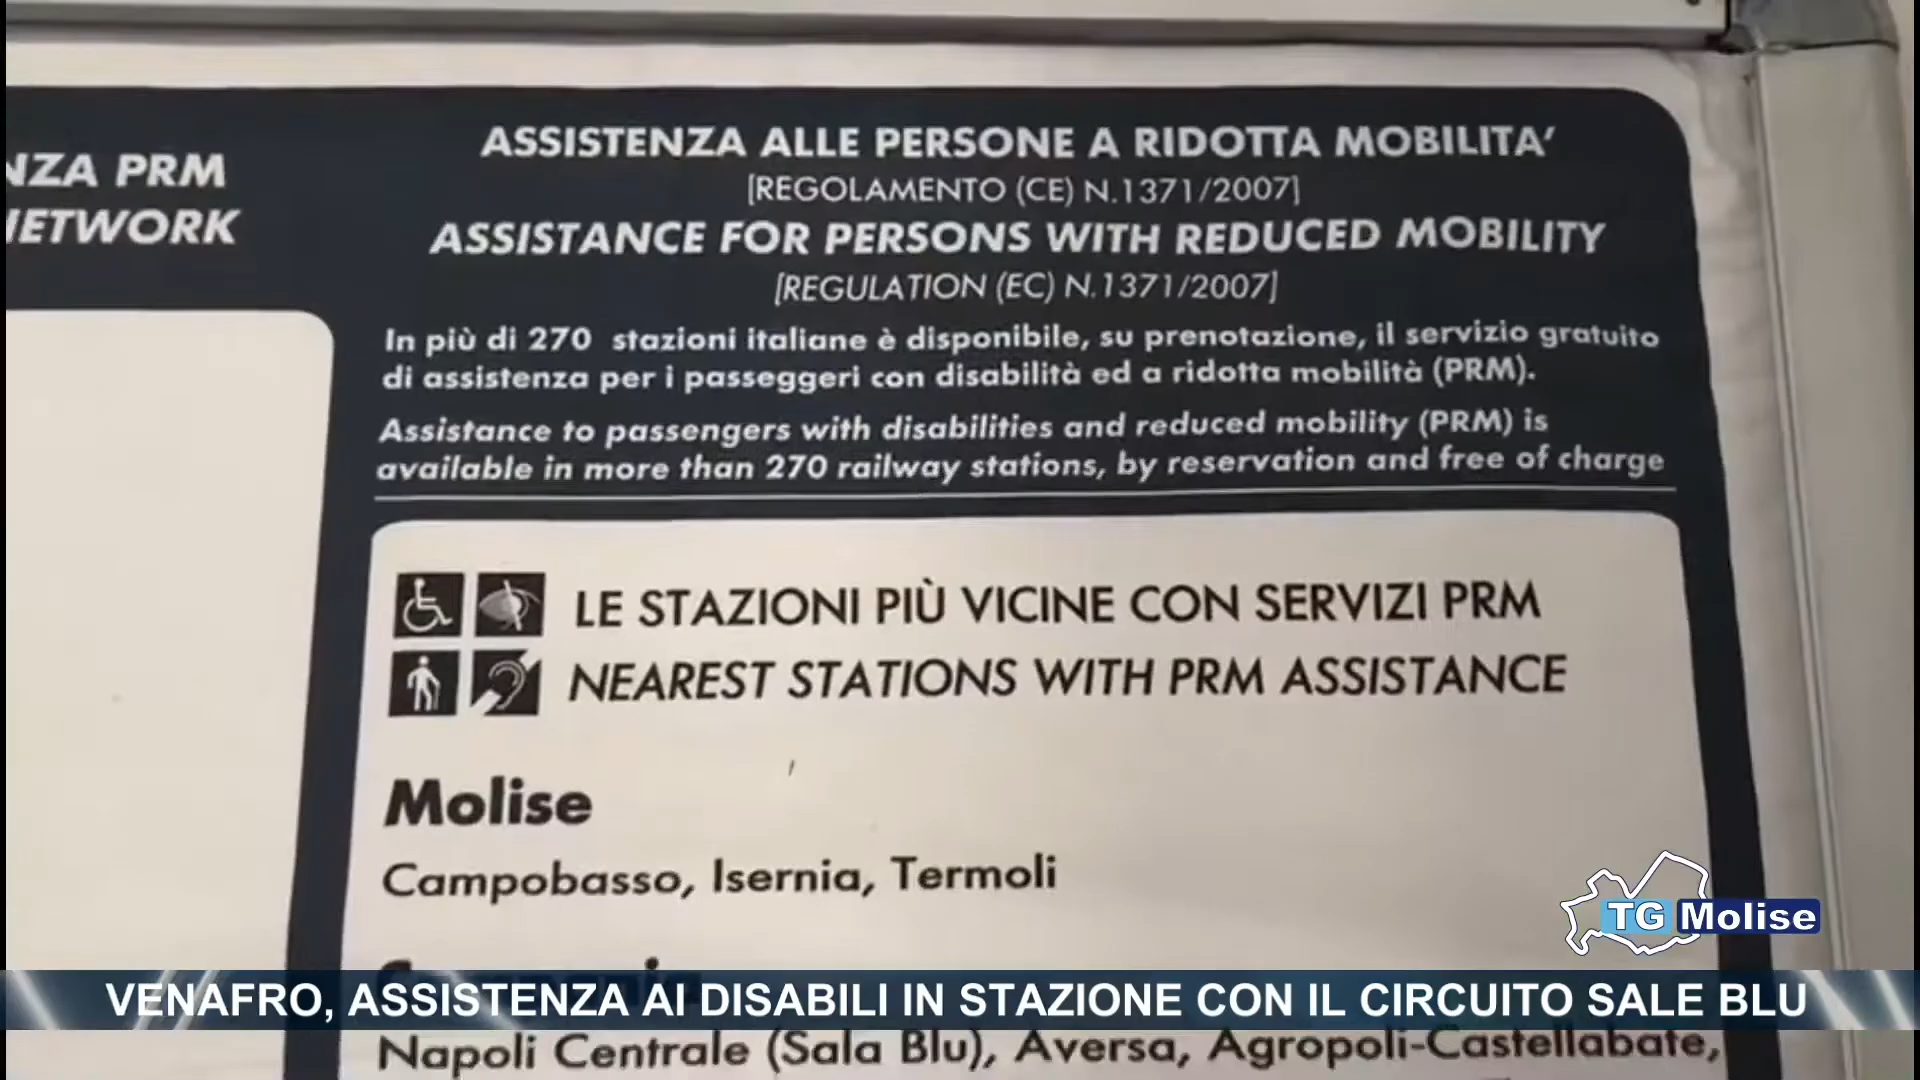 NZA PRM
NETWORK
ASSISTENZA ALLE PERSONE A RIDOTTA MOBILITA'
[REGOLAMENTO (CE) N.1371/2007]
ASSISTANCE FOR PERSONS WITH REDUCED MOBILITY
[REGULATION (EC) N.1371/2007]
In più di 270 stazioni italiane è disponibile, su prenotazione, il servizio gratuito
di assistenza per i passeggeri con disabilità ed a ridotta mobilità (PRM).
Assistance to passengers with disabilities and reduced mobility (PRM) is
available in more than 270 railway stations, by reservation and free of charge
LE STAZIONI PIÙ VICINE CON SERVIZI PRM
NEAREST STATIONS WITH PRM ASSISTANCE
Molise
Campobasso, Isernia, Termoli
TG Molise
VENAFRO, ASSISTENZA AI DISABILI IN STAZIONE CON IL CIRCUITO SALE BLU
Napoli Centrale (Sala Blu), Aversa, Agropoli-Castellabate,